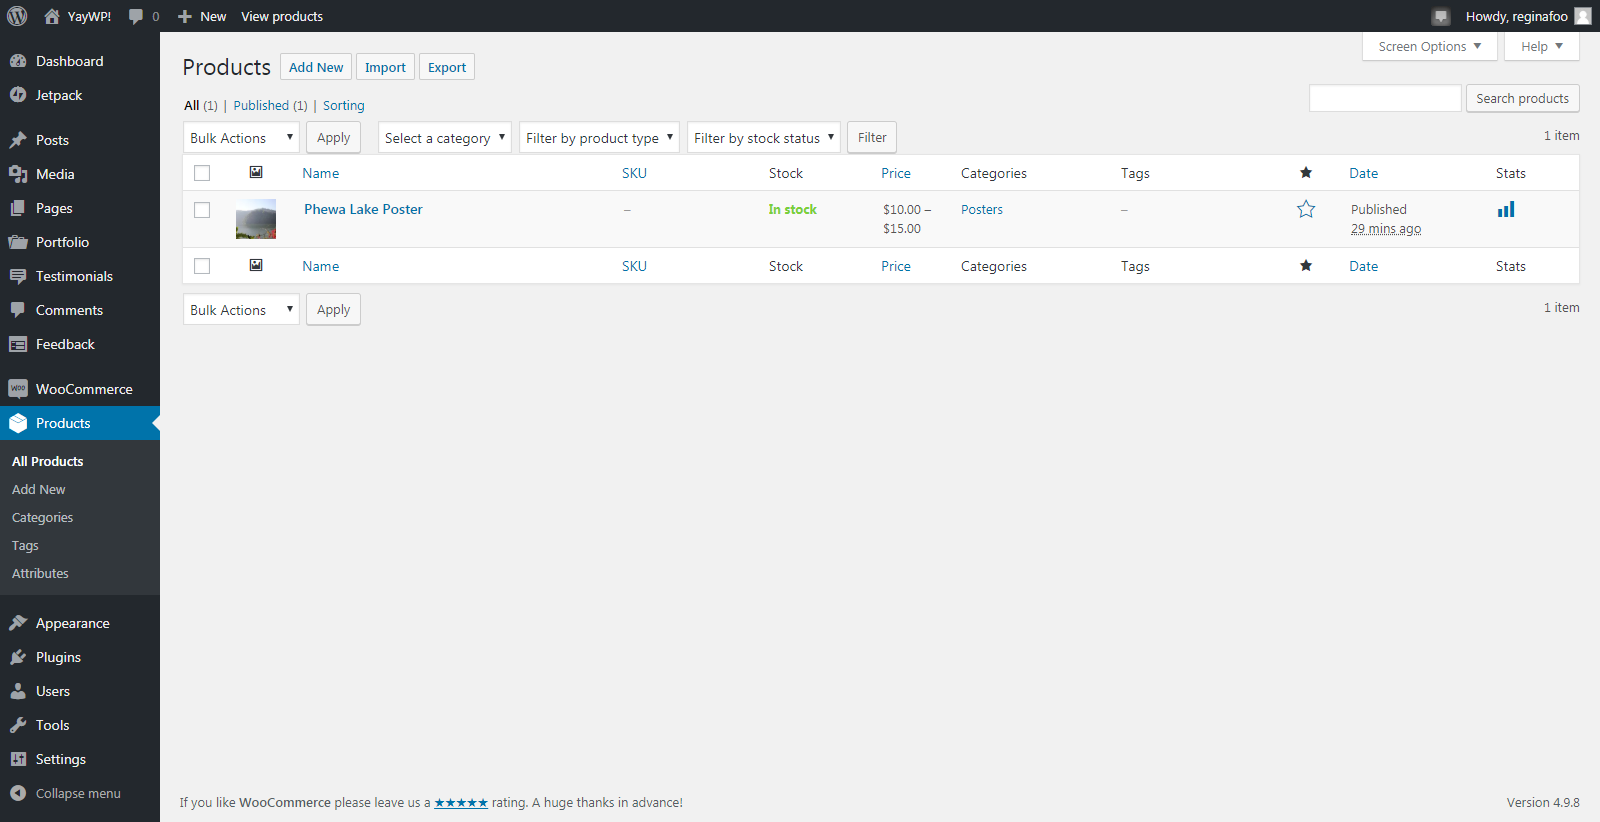 YayWP! 0 New View products Howdy, reginafoo
Screen Options Help
Dashboard
Jetpack
Posts
Media
Pages
Portfolio
Testimonials
Comments
Feedback
WOO WooCommerce
Products
All Products
Add New
Categories
Tags
Attributes
Appearance
Plugins
Users
Tools
Settings
Collapse menu
Products Add New Import Export
All (1) | Published (1) | Sorting
Search products
Bulk Actions Apply Select a category Filter by product type Filter by stock status Filter 1 item
Name SKU Stock Price Categories Tags Date Stats
Phewa Lake Poster – In stock $10.00 – Posters – Published
$15.00 29 mins ago
Name SKU Stock Price Categories Tags Date Stats
Bulk Actions Apply 1 item
If you like WooCommerce please leave us a ★★★★★ rating. A huge thanks in advance! Version 4.9.8